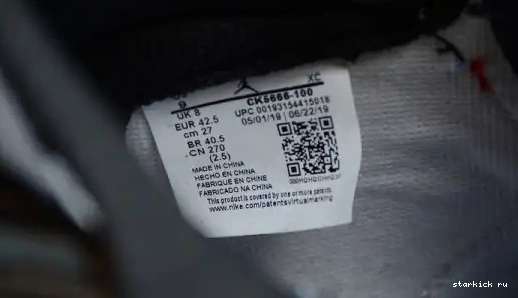 9
XC
UK 8
CK5666-100
EUR 42.5
UPC 00193154415018
cm 27
05/01/19 | 06/22/19
BR 40.5
CN 270
(2.5)
MADE IN CHINA
HECHO EN CHINA
FABRIQUE EN CHINE
FABRICADO NA CHINA
This product is covered by one or more patents.
www.nike.com/patentsvirtualmarking
starkick ru